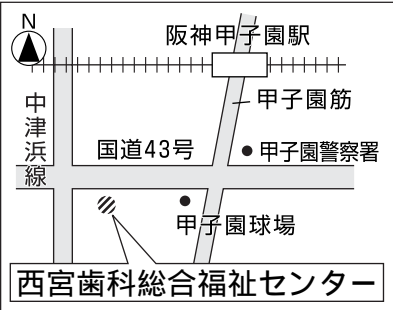 N
阪神甲子園駅
甲子園筋
中津浜線
国道43号
甲子園警察署
甲子園球場
西宮歯科総合福祉センター